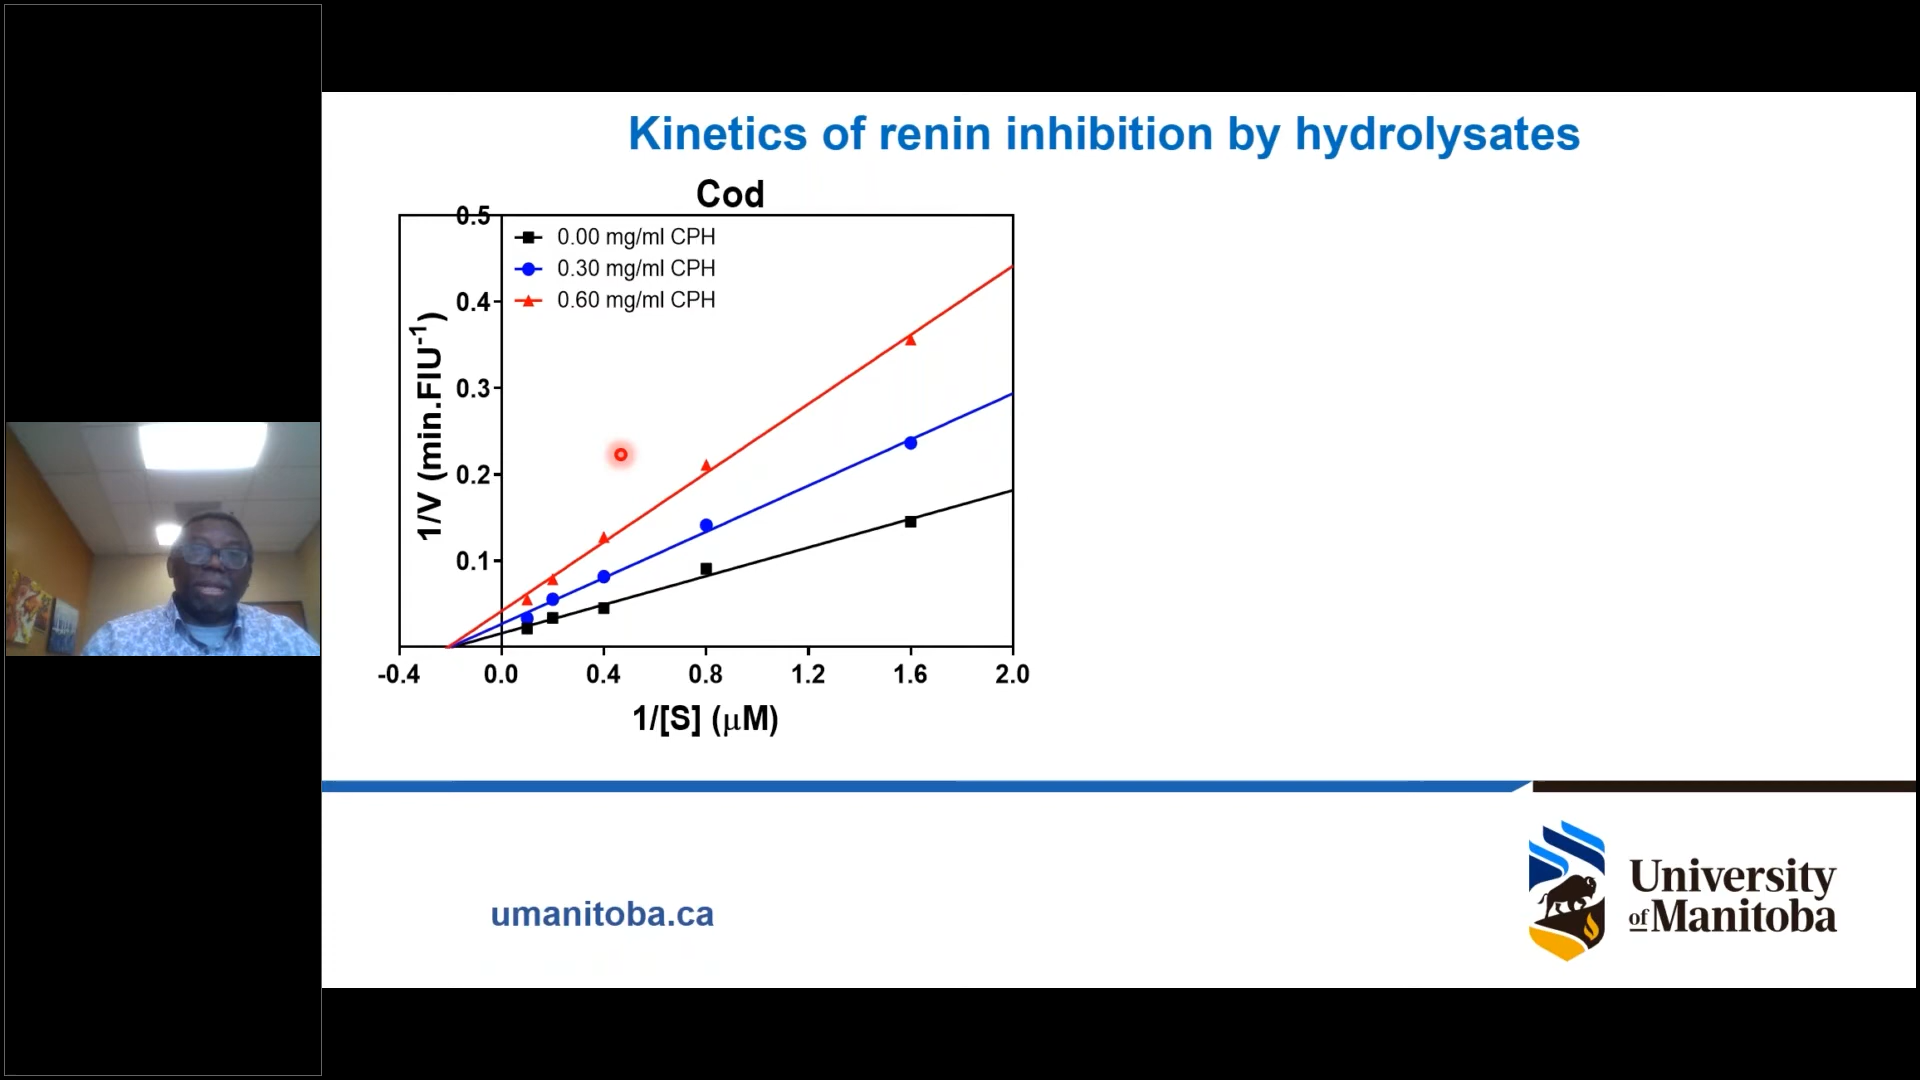 Kinetics of renin inhibition by hydrolysates
Cod
0.00 mg/ml CPH
0.30 mg/ml CPH
0.60 mg/ml CPH
0.5
0.4
0.3
0.2
0.1
1/V (min.FIU⁻¹)
-0.4 0.0 0.4 0.8 1.2 1.6 2.0
1/[S] (μM)
umanitoba.ca
University
of Manitoba